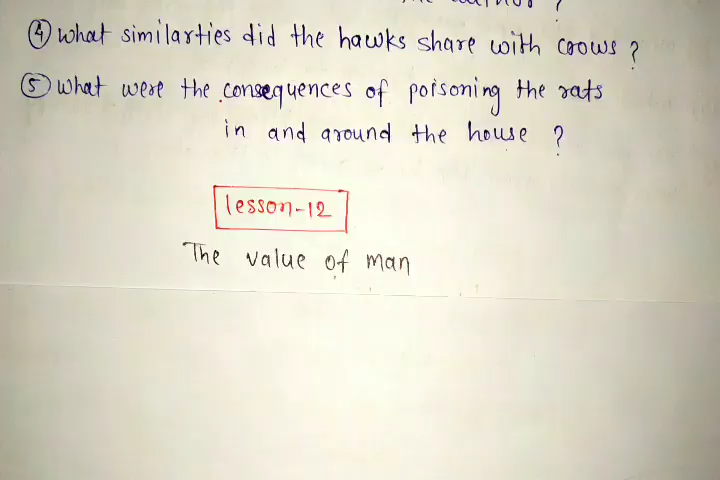 ④ what similarties did the hawks share with crows ?
⑤ what were the consequences of poisoning the rats
in and around the house ?
lesson-12
The value of man